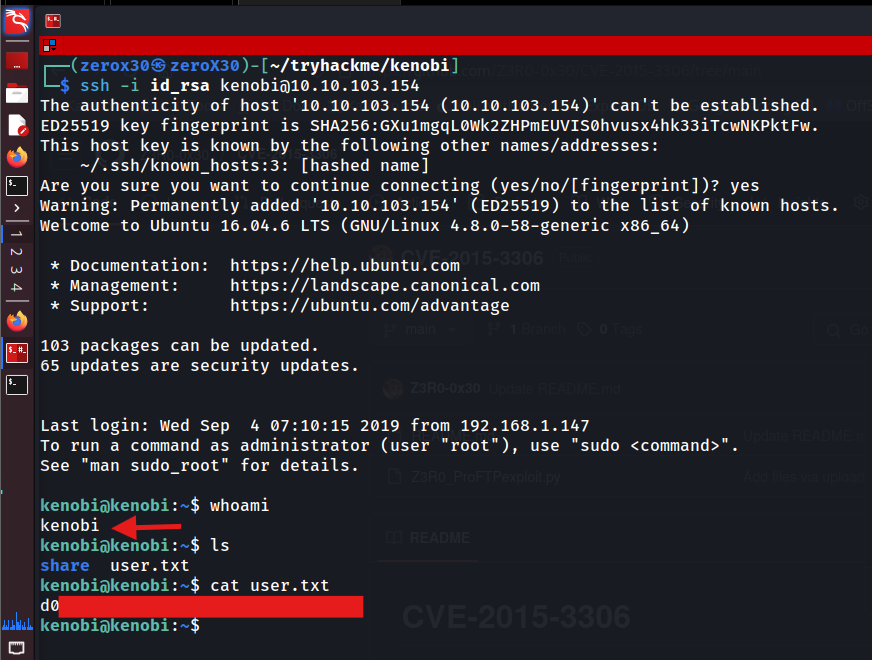 (zerox30㉿zeroX30)-[~/tryhackme/kenobi]
$ ssh -i id_rsa kenobi@10.10.103.154
The authenticity of host '10.10.103.154 (10.10.103.154)' can't be established.
ED25519 key fingerprint is SHA256:GXu1mgqL0Wk2ZHPmEUVIS0hvusx4hk33iTcwNKPktFw.
This host key is known by the following other names/addresses:
~/.ssh/known_hosts:3: [hashed name]
Are you sure you want to continue connecting (yes/no/[fingerprint])? yes
Warning: Permanently added '10.10.103.154' (ED25519) to the list of known hosts.
Welcome to Ubuntu 16.04.6 LTS (GNU/Linux 4.8.0-58-generic x86_64)
CVE-2015-3306
* Documentation:  https://help.ubuntu.com
* Management:     https://landscape.canonical.com
* Support:        https://ubuntu.com/advantage
main 1 Branch 0 Tags
103 packages can be updated.
65 updates are security updates.
Z3R0-0x30 Update README.md
Last login: Wed Sep  4 07:10:15 2019 from 192.168.1.147
To run a command as administrator (user "root"), use "sudo <command>".
See "man sudo_root" for details.
Z3R0_ProFTPexploit.py Add files via upload
kenobi@kenobi:~$ whoami
kenobi
README
kenobi@kenobi:~$ ls
share  user.txt
kenobi@kenobi:~$ cat user.txt
d0
CVE-2015-3306
kenobi@kenobi:~$
1
2
3
4